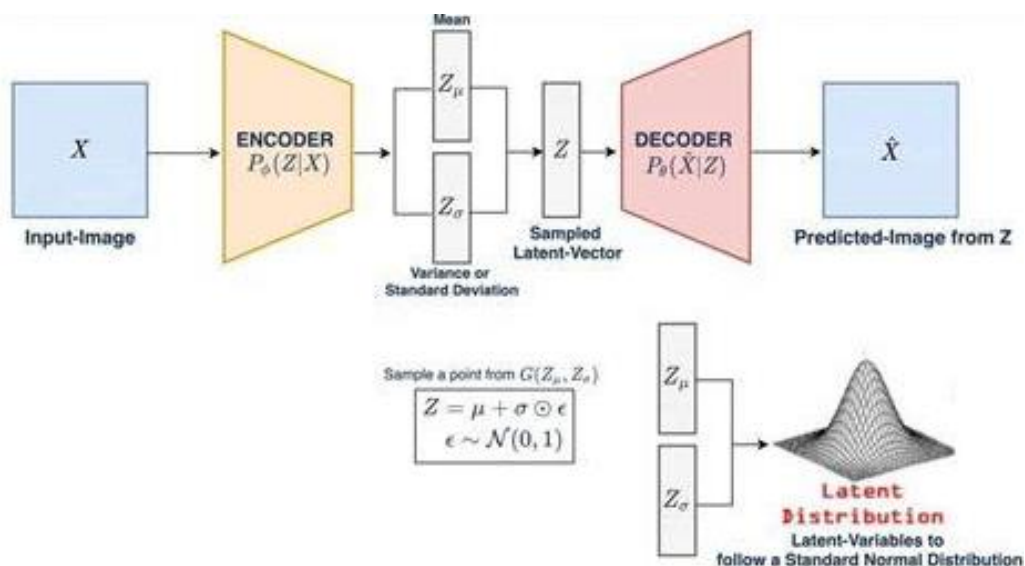 Mean
Z_μ
X
ENCODER
P_ϕ(Z|X)
Z
DECODER
P_θ(X̂|Z)
X̂
Z_σ
Input-Image
Sampled
Latent-Vector
Predicted-Image from Z
Variance or
Standard Deviation
Sample a point from G(Z_μ, Z_σ)
Z = μ + σ ⊙ ϵ
ϵ ∼ 𝒩(0, 1)
Z_μ
Z_σ
Latent
Distribution
Latent-Variables to
follow a Standard Normal Distribution